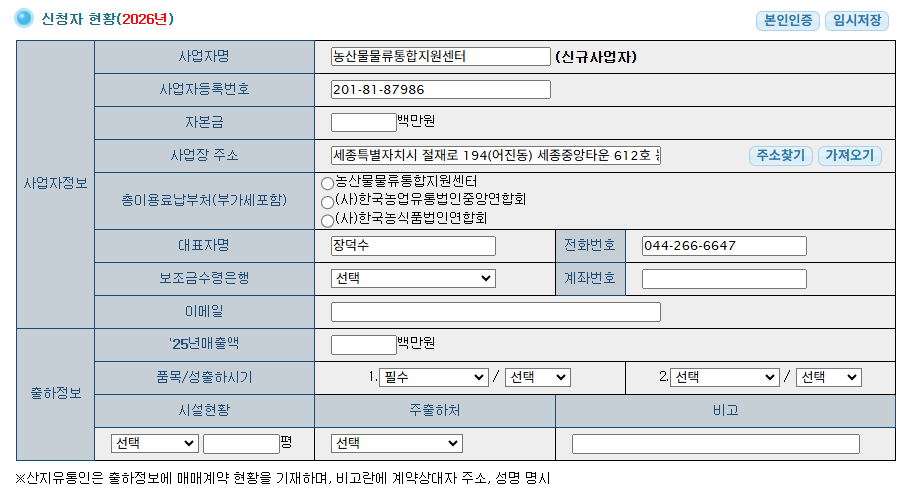 신청자 현황(2026년)
본인인증 임시저장
사업자정보
사업자명 농산물물류통합지원센터 (신규사업자)
사업자등록번호 201-81-87986
자본금 백만원
사업장 주소 세종특별자치시 절재로 194(어진동) 세종중앙타운 612호 주소찾기 가져오기
총이용료납부처(부가세포함)
농산물물류통합지원센터
(사)한국농업유통법인중앙연합회
(사)한국농식품법인연합회
대표자명 장덕수 전화번호 044-266-6647
보조금수령은행 선택 계좌번호
이메일
출하정보
'25년매출액 백만원
품목/성출하시기 1. 필수 / 선택 2. 선택 / 선택
시설현황 주출하처 비고
선택 평 선택
※산지유통인은 출하정보에 매매계약 현황을 기재하며, 비고란에 계약상대자 주소, 성명 명시